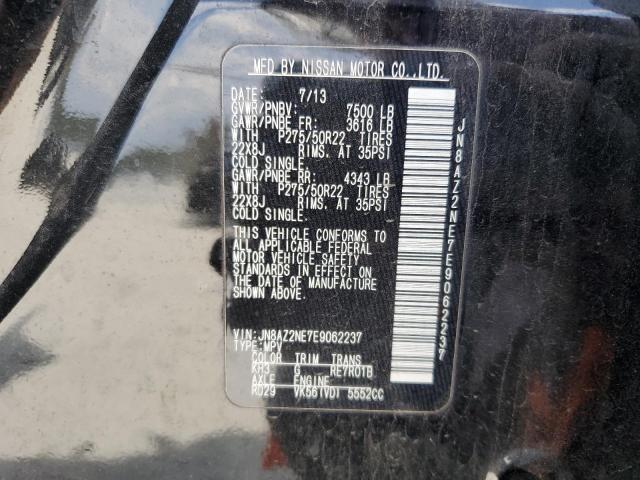 MFD BY NISSAN MOTOR CO.,LTD.
DATE: 7/13
GVWR/PNBV: 7500 LB
GAWR/PNBE FR: 3616 LB
WITH P275/50R22 TIRES
22X8J RIMS, AT 35PSI
COLD SINGLE.
GAWR/PNBE RR: 4343 LB
WITH P275/50R22 TIRES
22X8J RIMS, AT 35PSI
COLD SINGLE.
THIS VEHICLE CONFORMS TO
ALL APPLICABLE FEDERAL
MOTOR VEHICLE SAFETY
STANDARDS IN EFFECT ON
THE DATE OF MANUFACTURE
SHOWN ABOVE.
VIN: JN8AZ2NE7E9062237
TYPE: MPV
COLOR TRIM TRANS
KH3 G RE7R01B
AXLE ENGINE
RD29 VK56(VD) 5552CC
JN8AZ2NE7E9062237